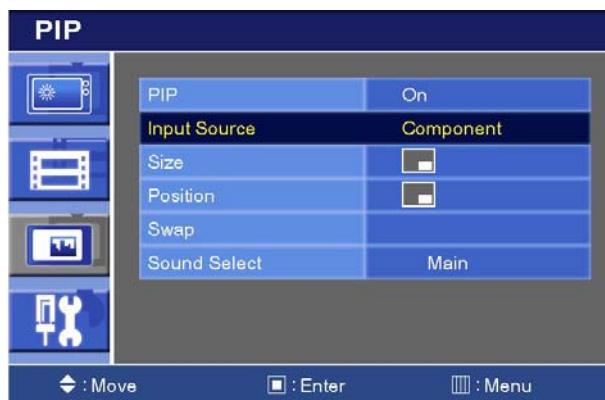 PIP
PIP On
Input Source Component
Size
Position
Swap
Sound Select Main
: Move : Enter : Menu